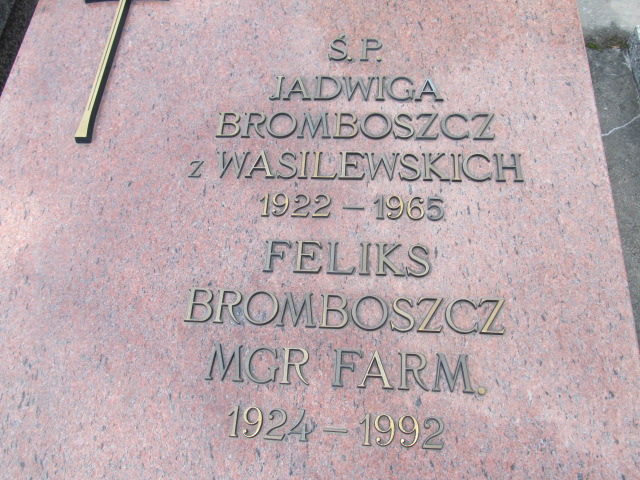 Ś. P.
JADWIGA
BROMBOSZCZ
z WASILEWSKICH
1922 – 1965
FELIKS
BROMBOSZCZ
MGR FARM.
1924 – 1992